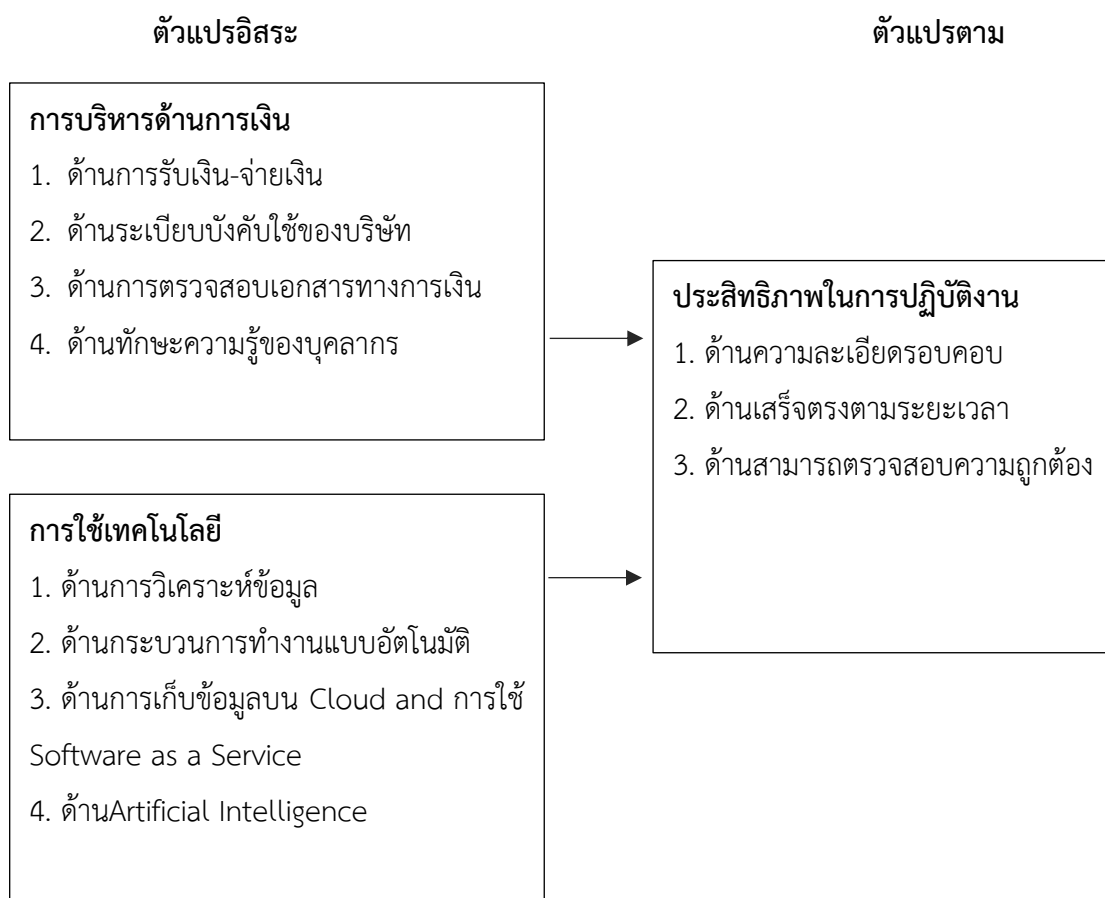 ตัวแปรอิสระ
ตัวแปรตาม
การบริหารด้านการเงิน
1. ด้านการรับเงิน-จ่ายเงิน
2. ด้านระเบียบบังคับใช้ของบริษัท
3. ด้านการตรวจสอบเอกสารทางการเงิน
4. ด้านทักษะความรู้ของบุคลากร
ประสิทธิภาพในการปฏิบัติงาน
1. ด้านความละเอียดรอบคอบ
2. ด้านเสร็จตรงตามระยะเวลา
3. ด้านสามารถตรวจสอบความถูกต้อง
การใช้เทคโนโลยี
1. ด้านการวิเคราะห์ข้อมูล
2. ด้านกระบวนการทำงานแบบอัตโนมัติ
3. ด้านการเก็บข้อมูลบน Cloud and การใช้
Software as a Service
4. ด้านArtificial Intelligence